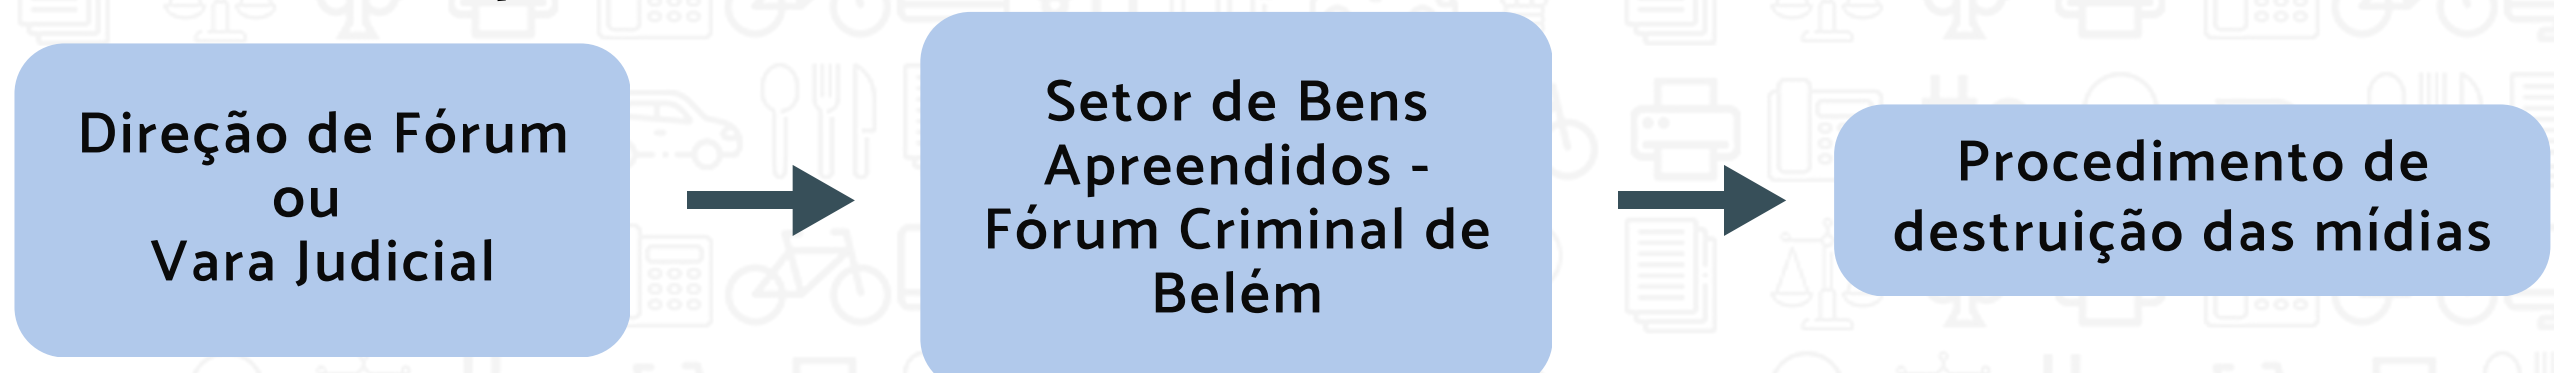 Direção de Fórum
ou
Vara Judicial
Setor de Bens
Apreendidos -
Fórum Criminal de
Belém
Procedimento de
destruição das mídias